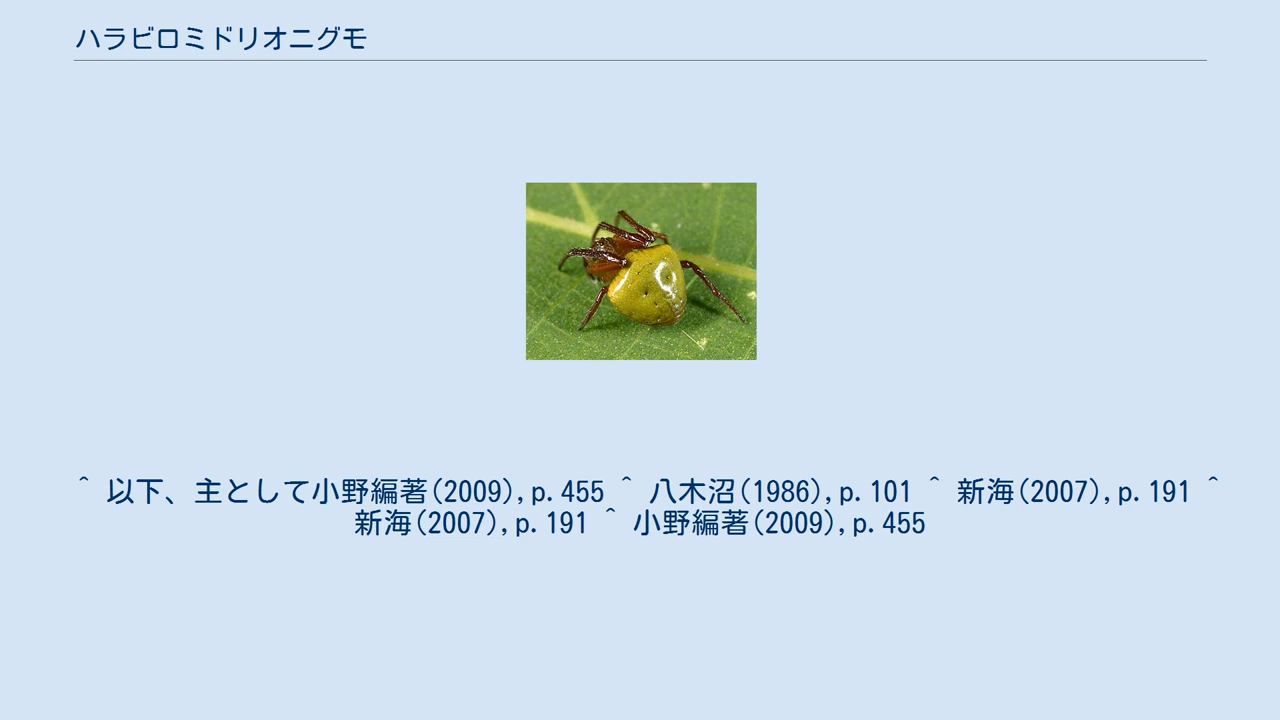 ハラビロミドリオニグモ
^ 以下、主として小野編著(2009),p.455 ^ 八木沼(1986),p.101 ^ 新海(2007),p.191 ^
新海(2007),p.191 ^ 小野編著(2009),p.455